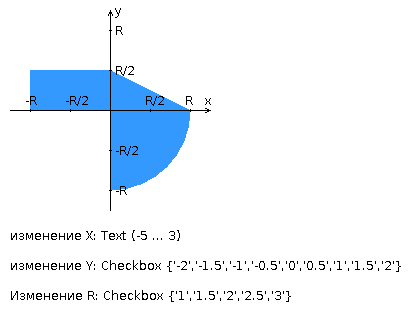 y
R
R/2
-R -R/2 R/2 R x
-R/2
-R
изменение X: Text (-5 ... 3)
изменение Y: Checkbox {'-2','-1.5','-1','-0.5','0','0.5','1','1.5','2'}
Изменение R: Checkbox {'1','1.5','2','2.5','3'}